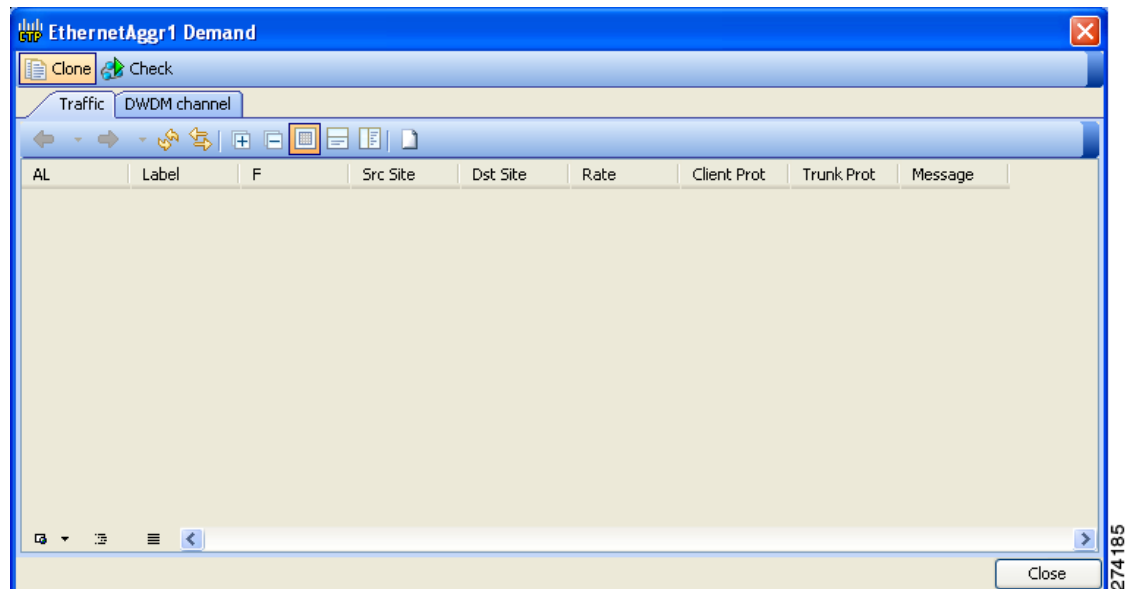 CTP EthernetAggr1 Demand
Clone Check
Traffic DWDM channel
AL Label F Src Site Dst Site Rate Client Prot Trunk Prot Message
Close
274185